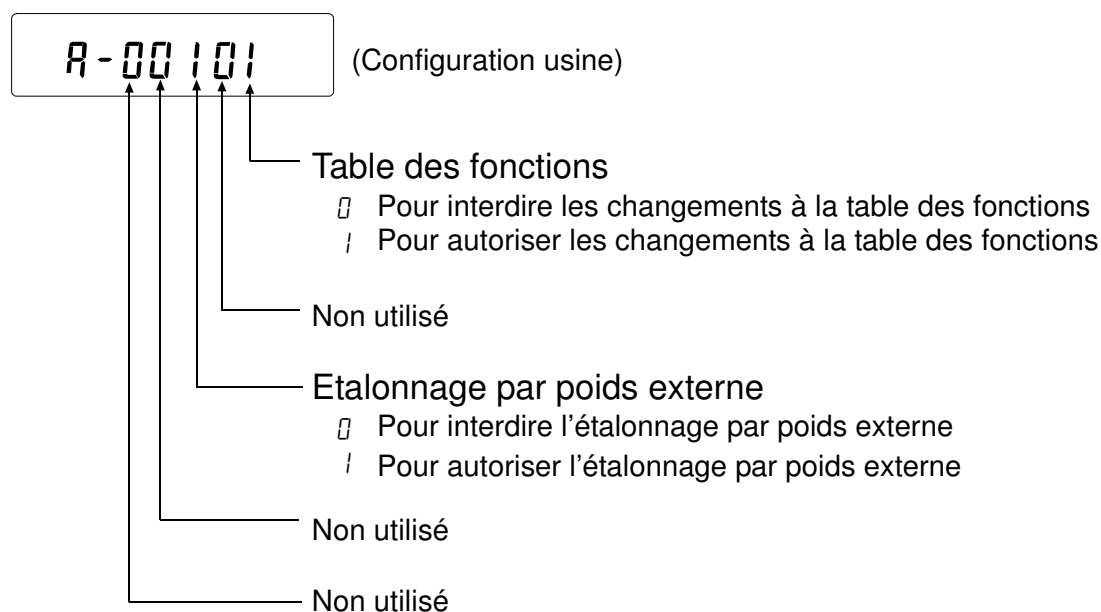 A-00101 (Configuration usine)
Table des fonctions
0 Pour interdire les changements à la table des fonctions
1 Pour autoriser les changements à la table des fonctions
Non utilisé
Etalonnage par poids externe
0 Pour interdire l'étalonnage par poids externe
1 Pour autoriser l'étalonnage par poids externe
Non utilisé
Non utilisé